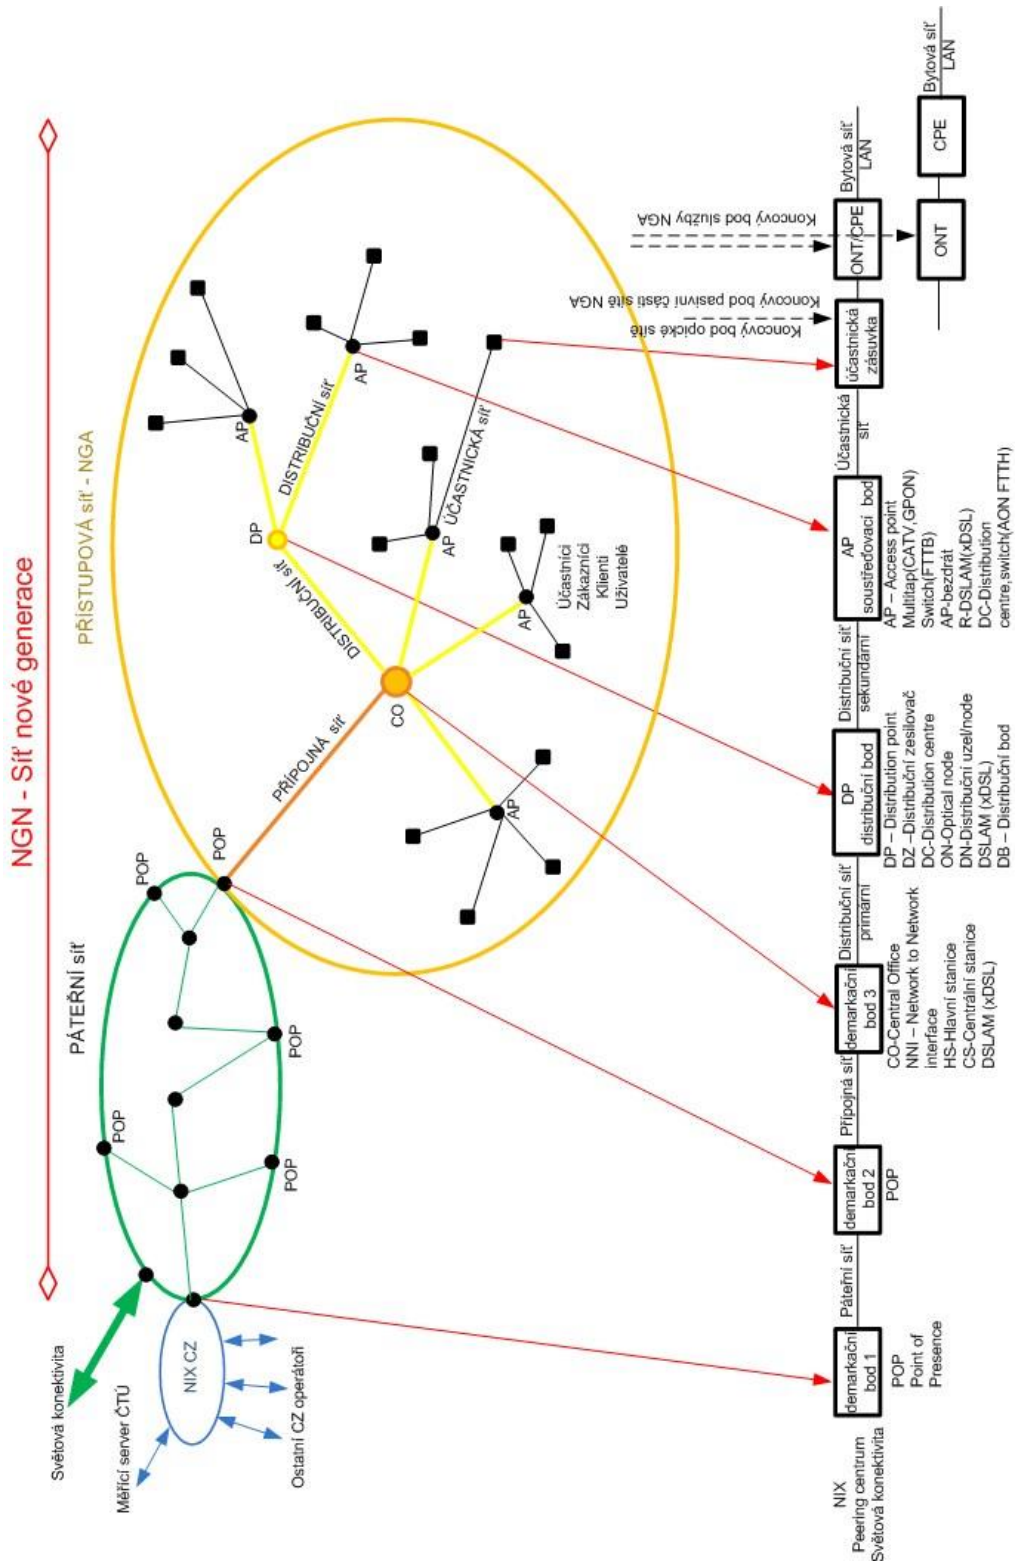 NGN - Síť nové generace
PÁTEŘNÍ síť
PŘÍSTUPOVÁ síť - NGA
Světová konektivita
Měřící server ČTÚ
NIX CZ
Ostatní CZ operátoři
POP
POP
POP
POP
POP
PŘÍPOJNÁ síť
CO
DISTRIBUČNÍ síť
DP
DISTRIBUČNÍ síť
AP
AP
AP
ÚČASTNICKÁ síť
AP
AP
Účastníci
Zákazníci
Klienti
Uživatelé
NIX
Peering centrum
Světová konektivita
demarkační
bod 1
POP
Point of
Presence
Páteřní síť
demarkační
bod 2
POP
Přípojná síť
demarkační
bod 3
CO-Central Office
NNI – Network to Network
interface
HS-Hlavní stanice
CS-Centrální stanice
DSLAM (xDSL)
Distribuční síť
primární
DP
distribuční bod
DP – Distribution point
DZ –Distribuční zesilovač
DC-Distribution centre
ON-Optical node
DN-Distribuční uzel/node
DSLAM (xDSL)
DB – Distribuční bod
Distribuční síť
sekundární
AP
soustřeďovací bod
AP – Access point
Multitap(CATV,GPON)
Switch(FTTB)
AP-bezdrát
R-DSLAM(xDSL)
DC-Distribution
centre,switch(AON FTTH)
Účastnická
síť
účastnická
zásuvka
Koncový bod opické sítě
Koncový bod pasivní části sítě NGA
ONT/CPE
Koncový bod služby NGA
Bytová síť
LAN
ONT
CPE
Bytová síť
LAN